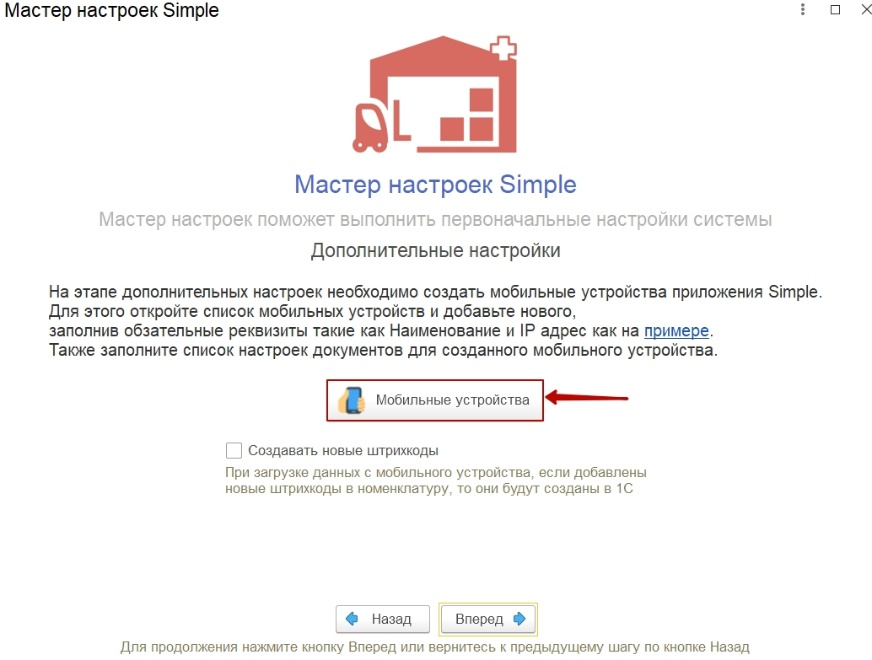 Мастер настроек Simple
Мастер настроек Simple
Мастер настроек поможет выполнить первоначальные настройки системы
Дополнительные настройки
На этапе дополнительных настроек необходимо создать мобильные устройства приложения Simple.
Для этого откройте список мобильных устройств и добавьте нового,
заполнив обзательные реквизиты такие как Наименование и IP адрес как на примере.
Также заполните список настроек документов для созданного мобильного устройства.
Мобильные устройства
Создавать новые штрихкоды
При загрузке данных с мобильного устройства, если добавлены
новые штрихкоды в номенклатуру, то они будут созданы в 1С
Назад
Вперед
Для продолжения нажмите кнопку Вперед или вернитесь к предыдущему шагу по кнопке Назад